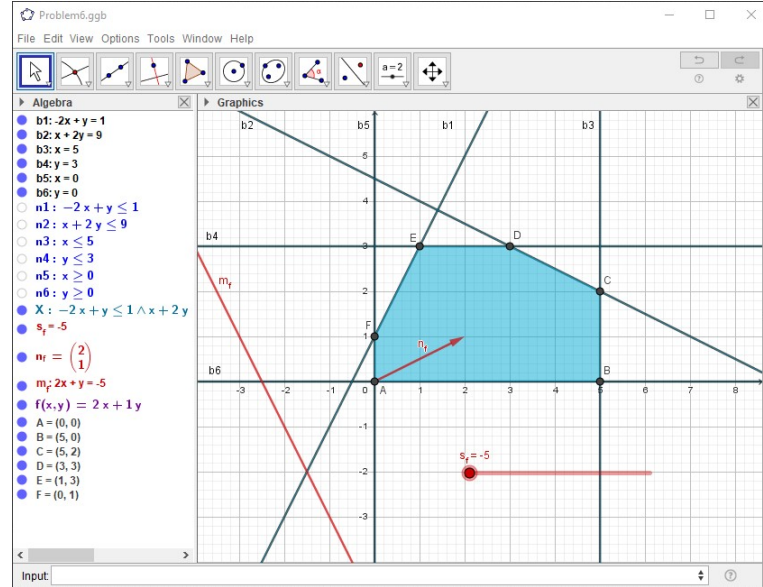 Problem6.ggb
File Edit View Options Tools Window Help
a = 2
Algebra
Graphics
b1: -2x + y = 1
b2: x + 2y = 9
b3: x = 5
b4: y = 3
b5: x = 0
b6: y = 0
n1 : −2 x + y ≤ 1
n2 : x + 2 y ≤ 9
n3 : x ≤ 5
n4 : y ≤ 3
n5 : x ≥ 0
n6 : y ≥ 0
X : −2 x + y ≤ 1 ∧ x + 2 y
s_f = -5
n_f = (2 1)
m_f: 2x + y = -5
f(x, y) = 2 x + 1 y
A = (0, 0)
B = (5, 0)
C = (5, 2)
D = (3, 3)
E = (1, 3)
F = (0, 1)
b2 b5 b1 b3
5
b4
E D
3
m_f
C
2
F
1
n_f
b6
A B
-3 -2 -1 0 1 2 3 4 5 6 7 8
-1
s_f = -5
-2
-3
Input: